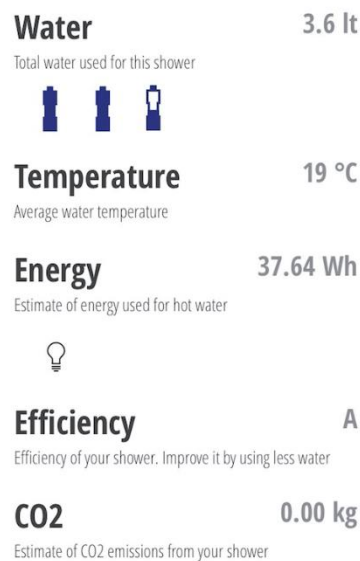 Water 3.6 lt
Total water used for this shower
Temperature 19 °C
Average water temperature
Energy 37.64 Wh
Estimate of energy used for hot water
Efficiency A
Efficiency of your shower. Improve it by using less water
CO2 0.00 kg
Estimate of CO2 emissions from your shower